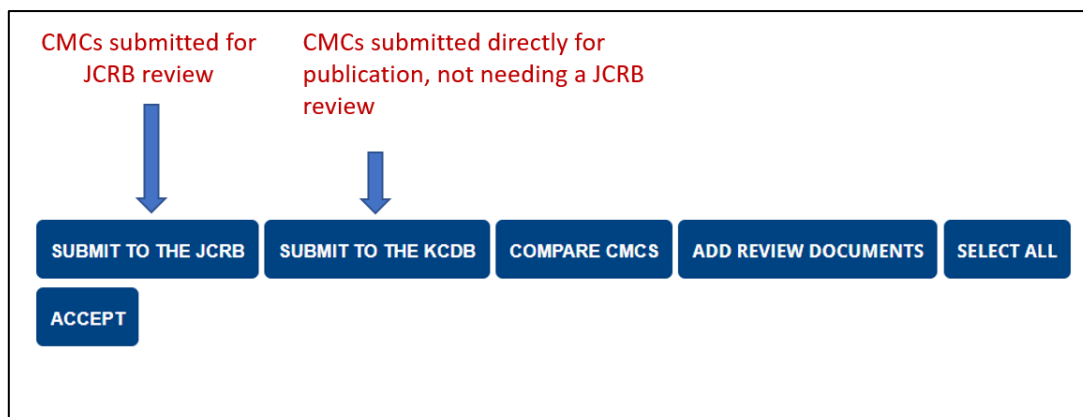 CMCs submitted for
JCRB review
CMCs submitted directly for
publication, not needing a JCRB
review
SUBMIT TO THE JCRB
SUBMIT TO THE KCDB
COMPARE CMCS
ADD REVIEW DOCUMENTS
SELECT ALL
ACCEPT